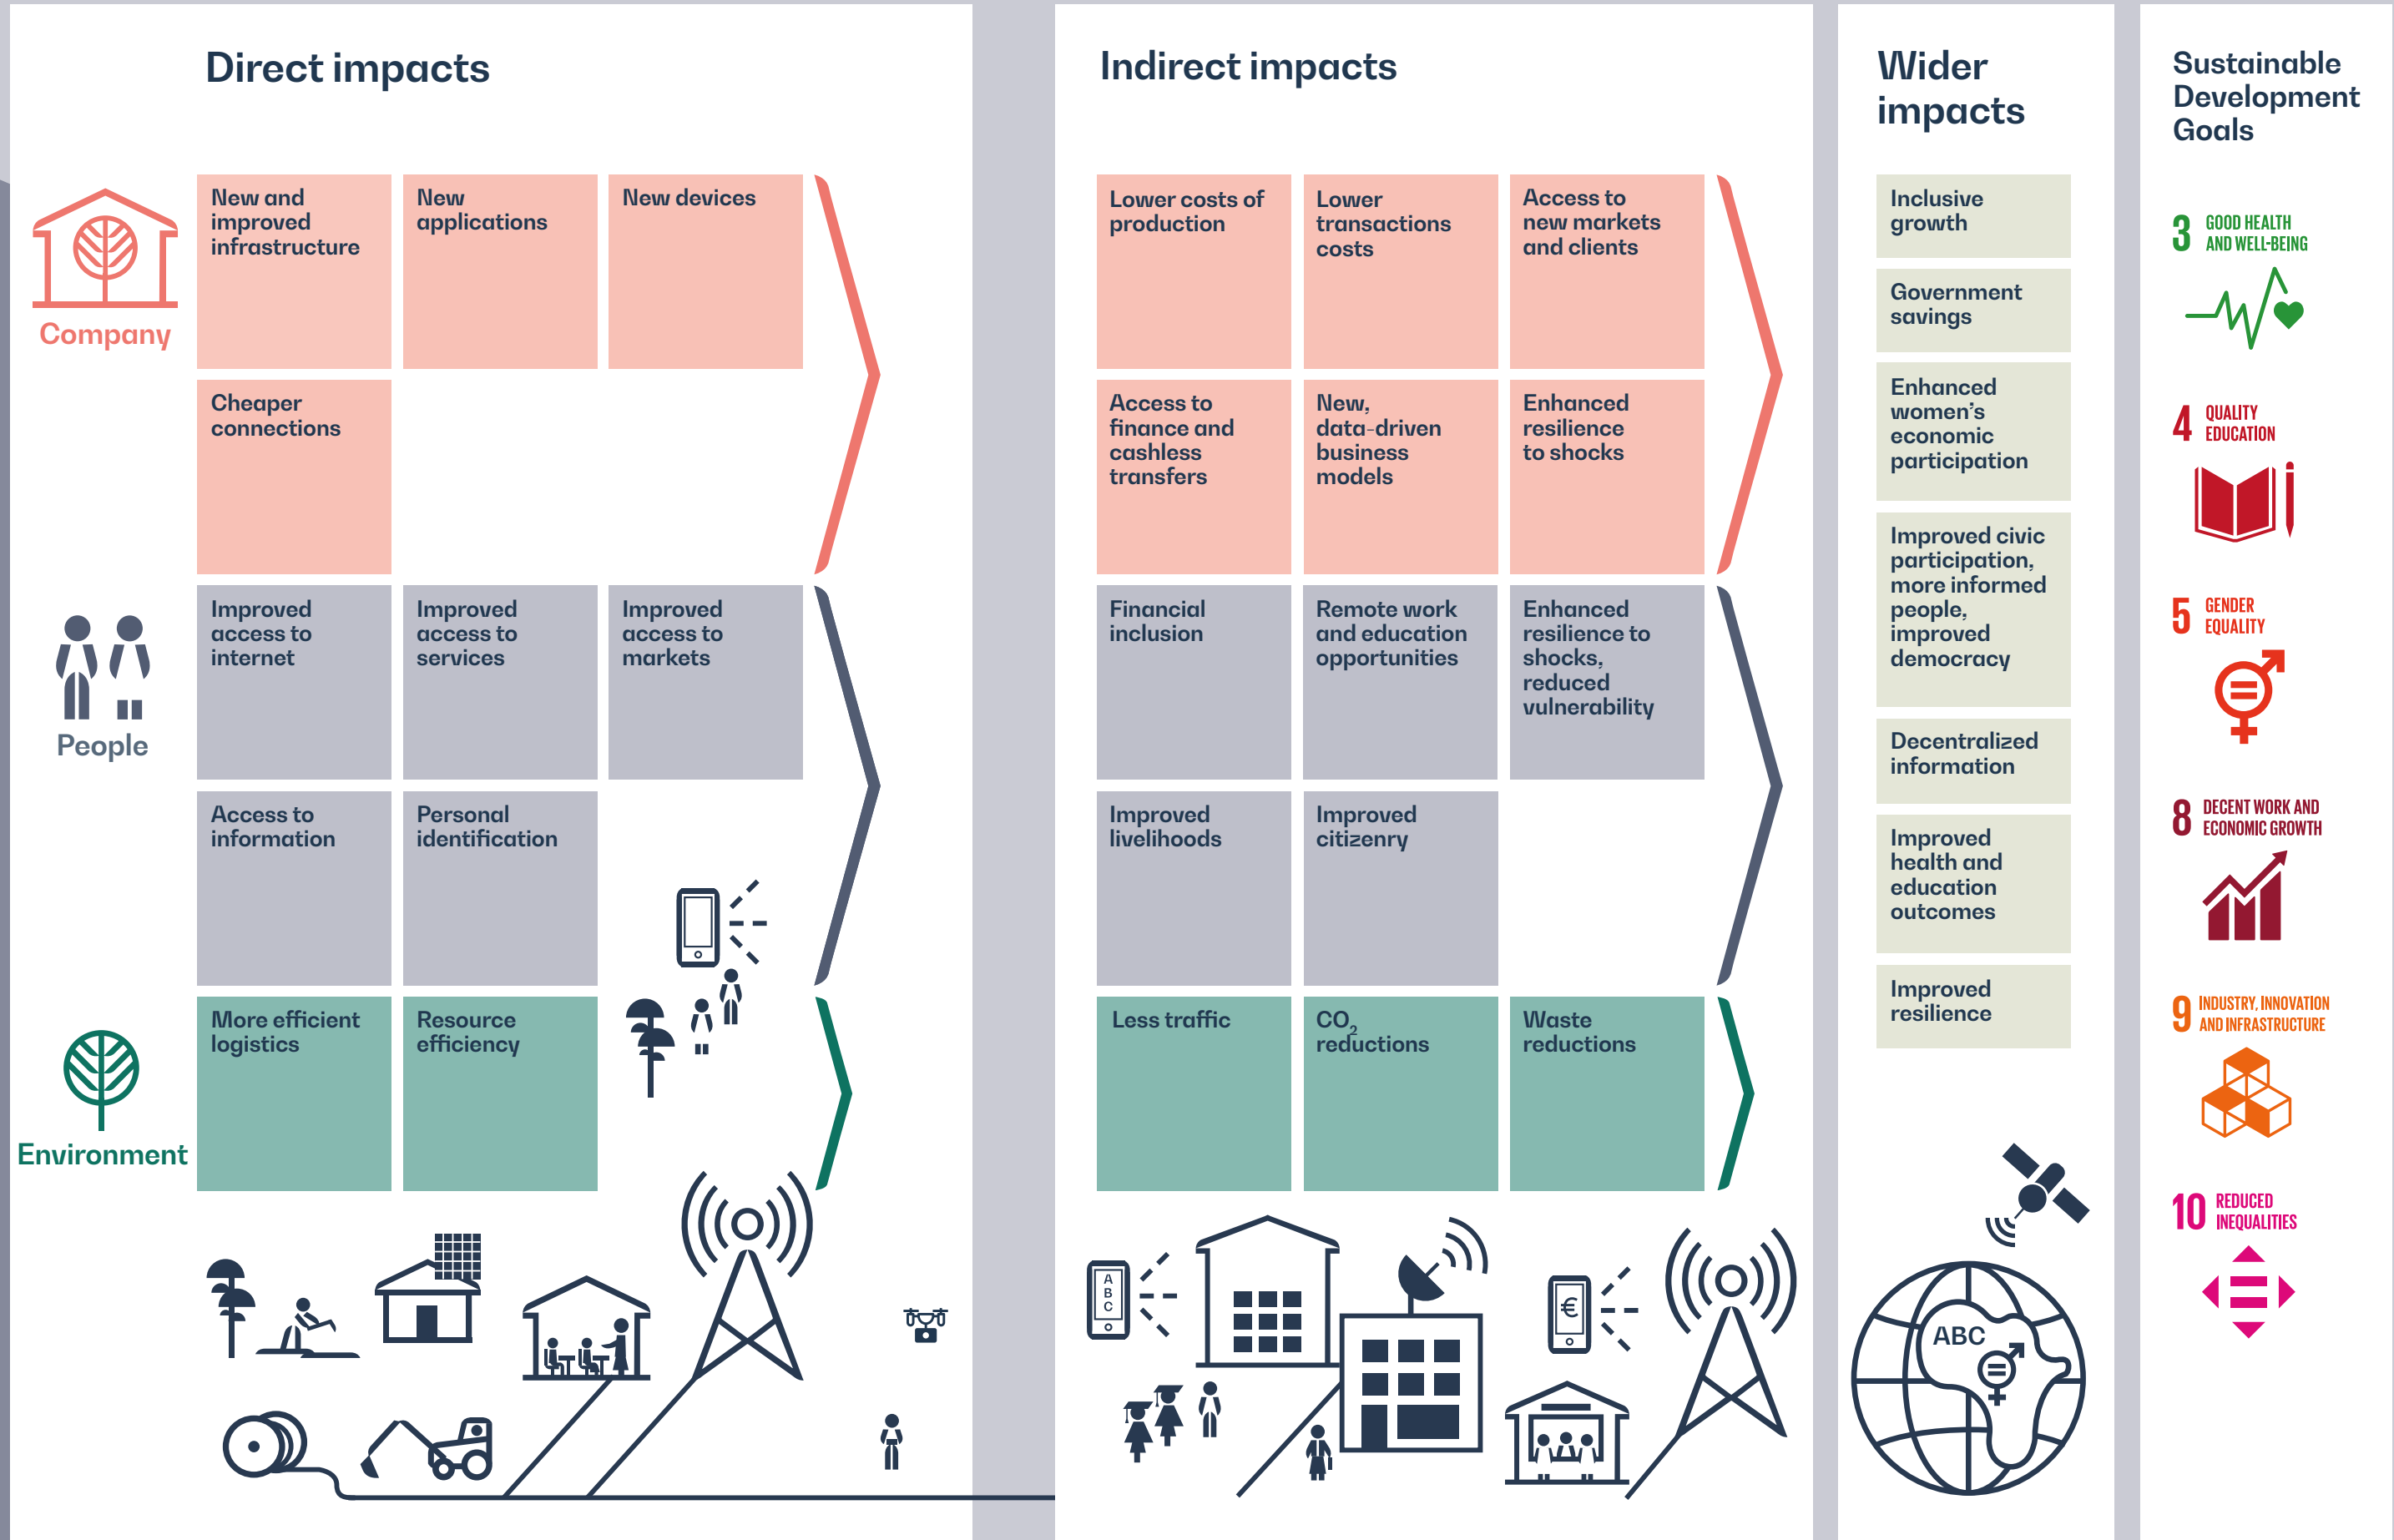 Direct impacts
Company
New and
improved
infrastructure
New
applications
New devices
Cheaper
connections
People
Improved
access to
internet
Improved
access to
services
Improved
access to
markets
Access to
information
Personal
identification
Environment
More efficient
logistics
Resource
efficiency
Indirect impacts
Lower costs of
production
Lower
transactions
costs
Access to
new markets
and clients
Access to
finance and
cashless
transfers
New,
data-driven
business
models
Enhanced
resilience
to shocks
Financial
inclusion
Remote work
and education
opportunities
Enhanced
resilience to
shocks,
reduced
vulnerability
Improved
livelihoods
Improved
citizenry
Less traffic
CO₂
reductions
Waste
reductions
A
B
C
€
Wider
impacts
Inclusive
growth
Government
savings
Enhanced
women’s
economic
participation
Improved civic
participation,
more informed
people,
improved
democracy
Decentralized
information
Improved
health and
education
outcomes
Improved
resilience
ABC
Sustainable
Development
Goals
3 GOOD HEALTH
AND WELL-BEING
4 QUALITY
EDUCATION
5 GENDER
EQUALITY
8 DECENT WORK AND
ECONOMIC GROWTH
9 INDUSTRY, INNOVATION
AND INFRASTRUCTURE
10 REDUCED
INEQUALITIES